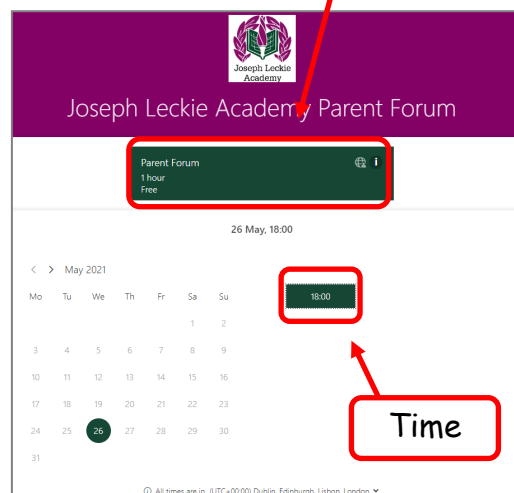 Joseph Leckie
Academy
Joseph Leckie Academy Parent Forum
Parent Forum
1 hour
Free
26 May, 18:00
May 2021
Mo Tu We Th Fr Sa Su
18:00
1 2
3 4 5 6 7 8 9
10 11 12 13 14 15 16
17 18 19 20 21 22 23
24 25 26 27 28 29 30
31
Time
All times are in (UTC+00:00) Dublin, Edinburgh, Lisbon, London